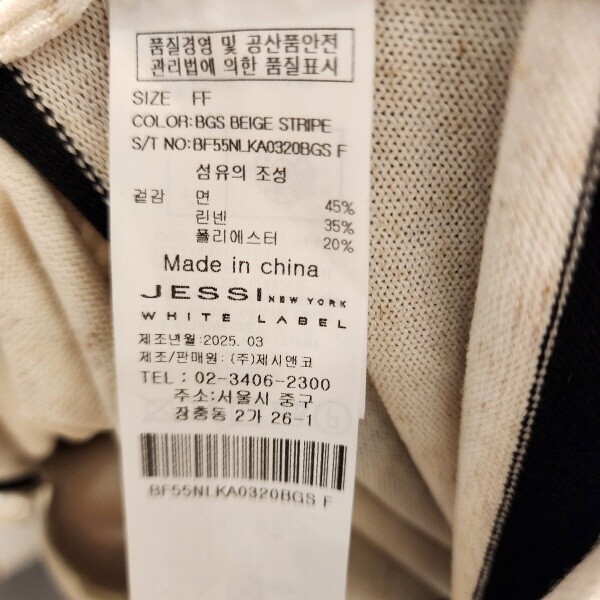 품질경영 및 공산품안전
관리법에 의한 품질표시
SIZE FF
COLOR:BGS BEIGE STRIPE
S/T NO:BF55NLKA0320BGS F
섬유의 조성
겉감 면 45%
린넨 35%
폴리에스터 20%
Made in china
JESSI NEW YORK
WHITE LABEL
제조년월:2025. 03
제조/판매원: (주)제시앤코
TEL : 02-3406-2300
주소:서울시 중구
장충동 2가 26-1
BF55NLKA0320BGS F